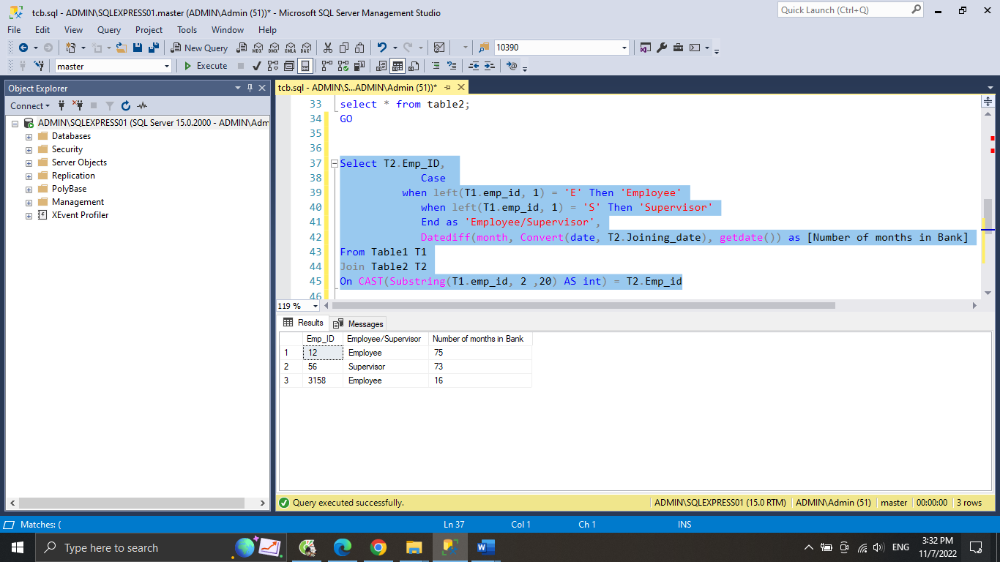 tcb.sql - ADMIN\SQLEXPRESS01.master (ADMIN\Admin (51))* - Microsoft SQL Server Management Studio
Quick Launch (Ctrl+Q)
File Edit View Query Project Tools Window Help
New Query MDX DMX XMLA DAX 10390
master Execute
Object Explorer
Connect
ADMIN\SQLEXPRESS01 (SQL Server 15.0.2000 - ADMIN\Adm
Databases
Security
Server Objects
Replication
PolyBase
Management
XEvent Profiler
tcb.sql - ADMIN\S...ADMIN\Admin (51))*
33 select * from table2;
34 GO
35
36
37 Select T2.Emp_ID,
38 Case
39 when left(T1.emp_id, 1) = 'E' Then 'Employee'
40 when left(T1.emp_id, 1) = 'S' Then 'Supervisor'
41 End as 'Employee/Supervisor',
42 Datediff(month, Convert(date, T2.Joining_date), getdate()) as [Number of months in Bank]
43 From Table1 T1
44 Join Table2 T2
45 On CAST(Substring(T1.emp_id, 2 ,20) AS int) = T2.Emp_id
46
119 %
Results Messages
Emp_ID Employee/Supervisor Number of months in Bank
1 12 Employee 75
2 56 Supervisor 73
3 3158 Employee 16
Query executed successfully. ADMIN\SQLEXPRESS01 (15.0 RTM) ADMIN\Admin (51) master 00:00:00 3 rows
Matches: ( Ln 37 Col 1 Ch 1 INS
Type here to search
ENG
3:32 PM
11/7/2022